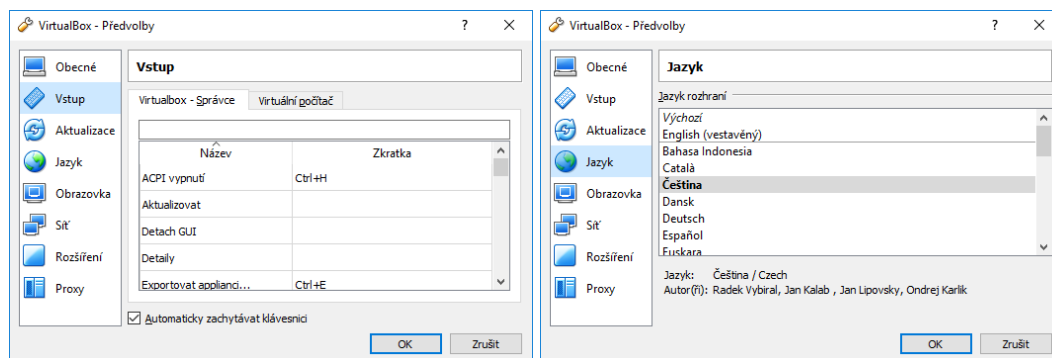 VirtualBox - Předvolby
?
Obecné
Vstup
Aktualizace
Jazyk
Obrazovka
Síť
Rozšíření
Proxy
Vstup
Virtualbox - Správce
Virtuální počítač
Název Zkratka
ACPI vypnutí Ctrl+H
Aktualizovat
Detach GUI
Detaily
Exportovat applianci... Ctrl+E
Automaticky zachytávat klávesnici
OK Zrušit
VirtualBox - Předvolby
?
Obecné
Vstup
Aktualizace
Jazyk
Obrazovka
Síť
Rozšíření
Proxy
Jazyk
Jazyk rozhraní
Výchozí
English (vestavěný)
Bahasa Indonesia
Català
Čeština
Dansk
Deutsch
Español
Euskara
Jazyk: Čeština / Czech
Autor(ři): Radek Vybiral, Jan Kalab , Jan Lipovsky, Ondrej Karlik
OK Zrušit